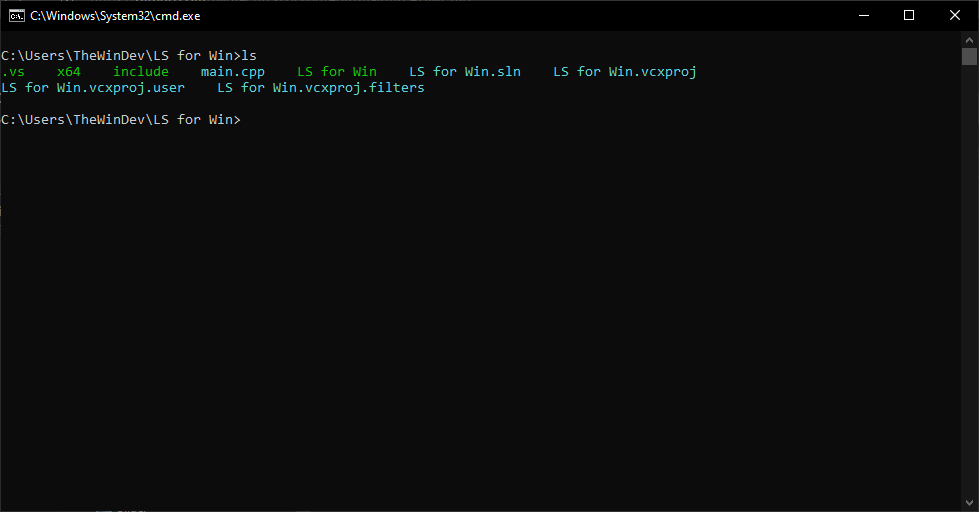 C:\Windows\System32\cmd.exe
C:\Users\TheWinDev\LS for Win>ls
.vs    x64    include    main.cpp    LS for Win    LS for Win.sln    LS for Win.vcxproj
LS for Win.vcxproj.user    LS for Win.vcxproj.filters
C:\Users\TheWinDev\LS for Win>